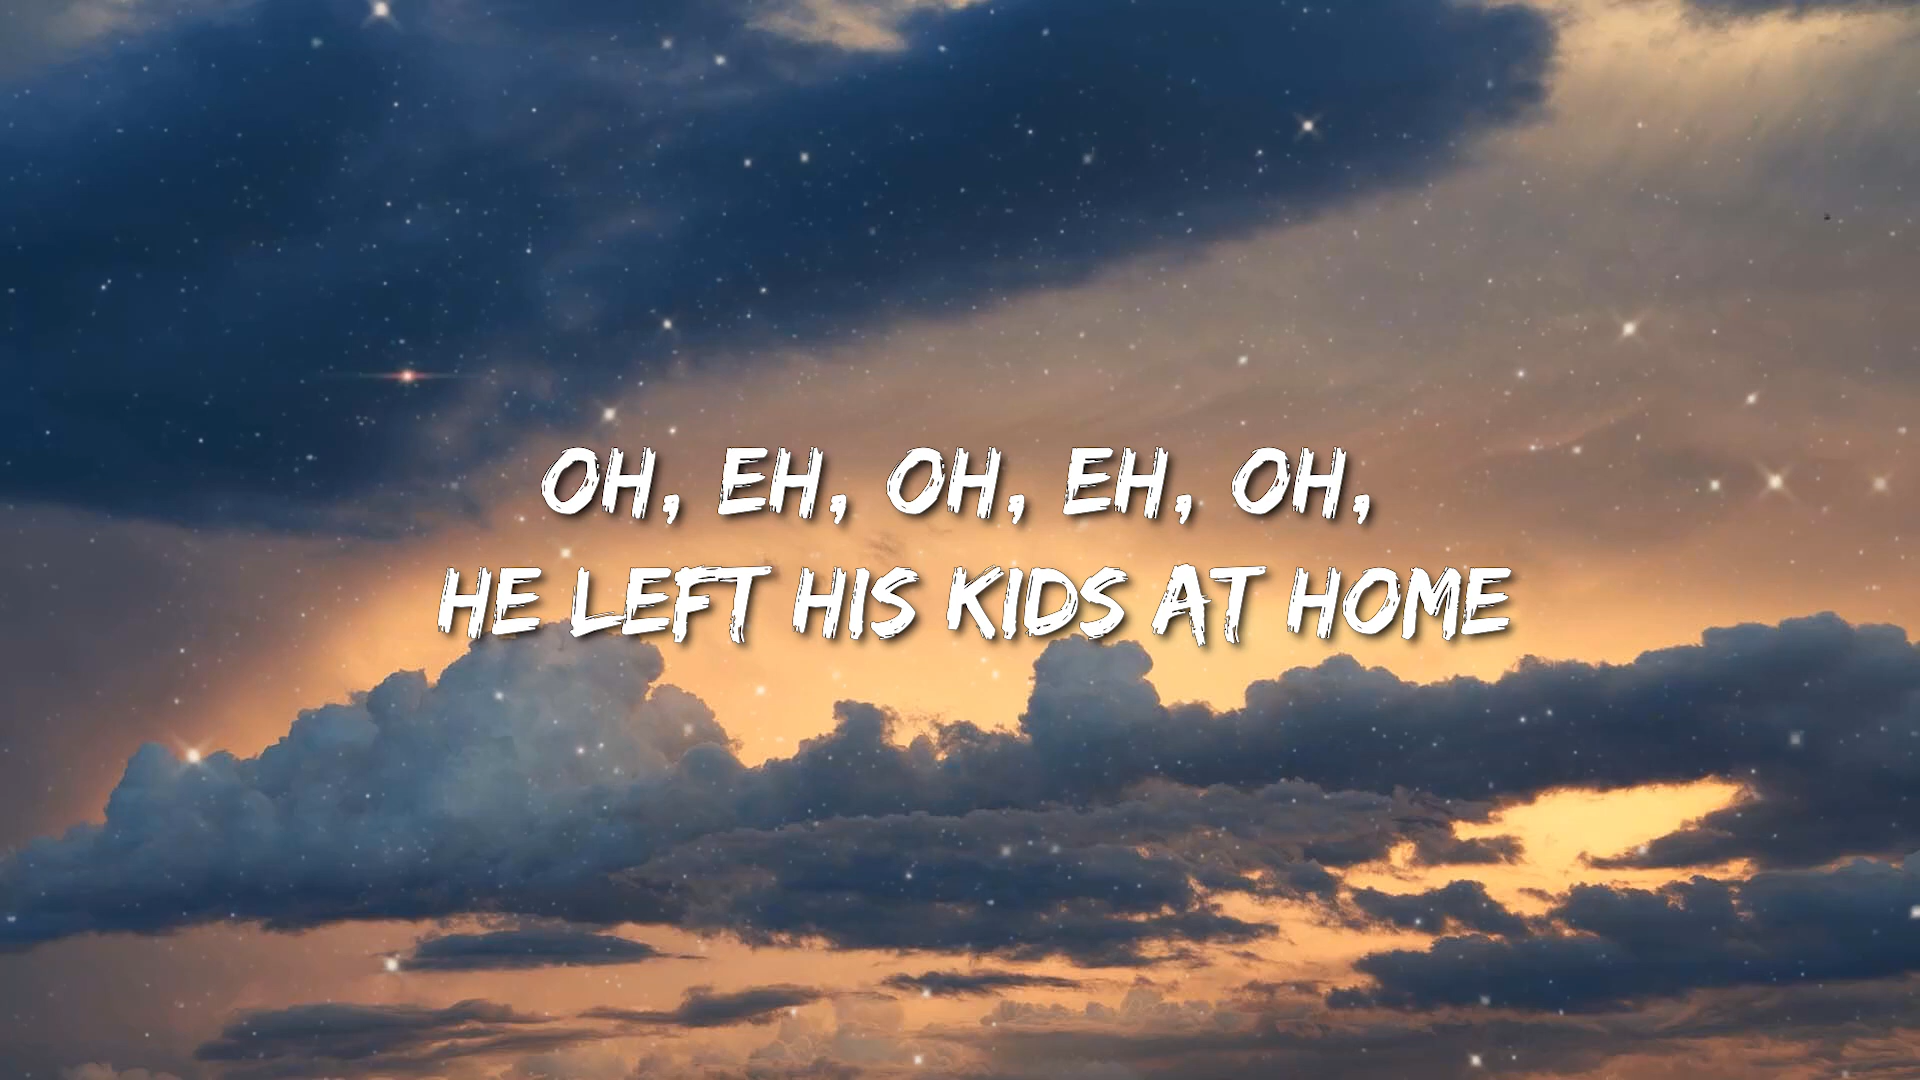 OH, EH, OH, EH, OH,
HE LEFT HIS KIDS AT HOME